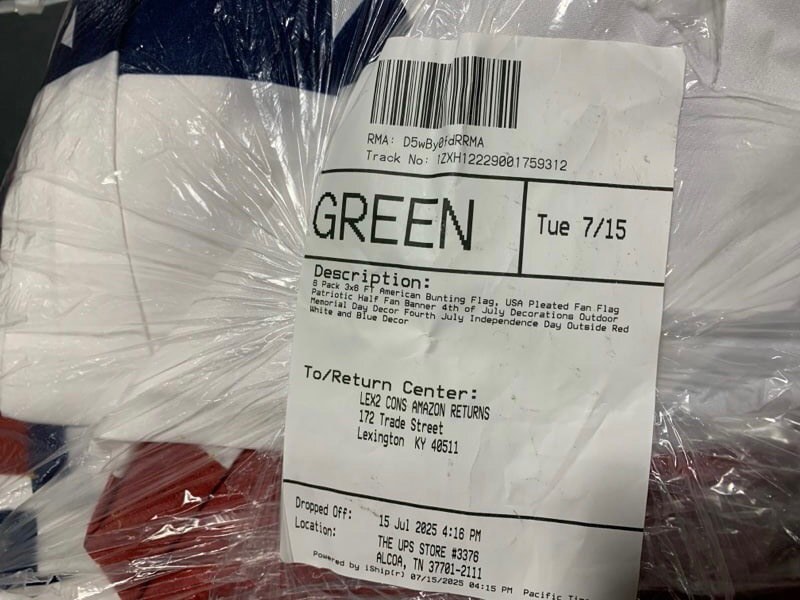 RMA: D5wBy0fdRRMA
Track No: 1ZXH12229001759312
GREEN
Tue 7/15
Description:
6 Pack 3x6 FT American Bunting Flag, USA Pleated Fan Flag
Patriotic Half Fan Banner 4th of July Decorations Outdoor
Memorial Day Decor Fourth July Independence Day Outside Red
White and Blue Decor
To/Return Center:
LEX2 CONS AMAZON RETURNS
172 Trade Street
Lexington KY 40511
Dropped Off: 15 Jul 2025 4:16 PM
Location: THE UPS STORE #3376
ALCOA, TN 37701-2111
Powered by iShip(r) 07/15/2025 04:15 PM Pacific